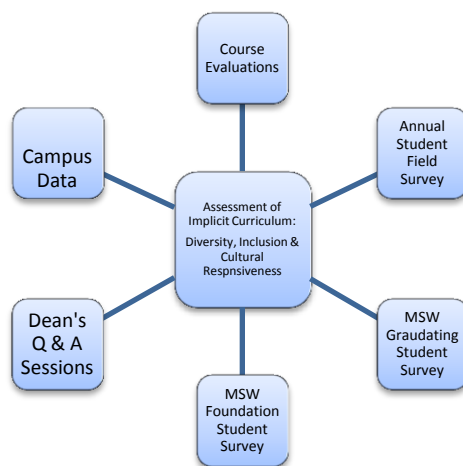 Course
Evaluations
Annual
Student
Field
Survey
Campus
Data
Assessment of
Implicit Curriculum:
Diversity, Inclusion &
Cultural
Respnsiveness
Dean's
Q & A
Sessions
MSW
Graudating
Student
Survey
MSW
Foundation
Student
Survey